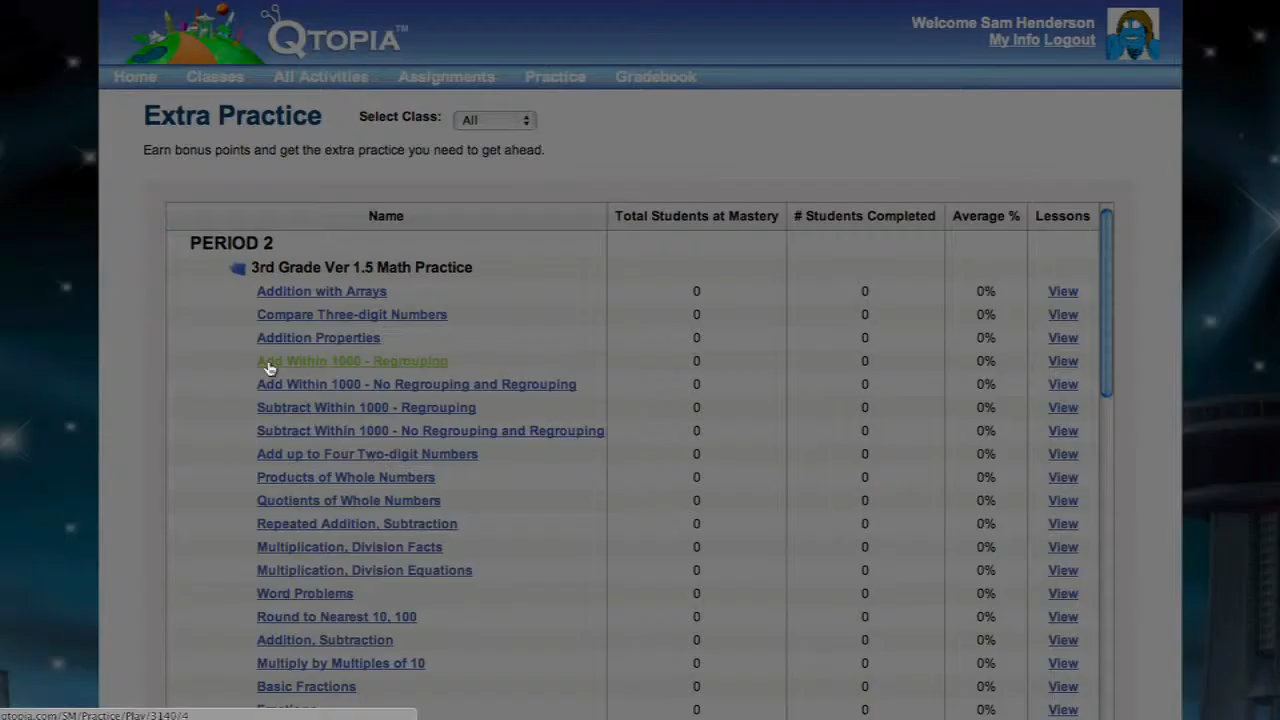 QTOPIA™
Welcome Sam Henderson
My Info Logout
Home Classes All Activities Assignments Practice Gradebook
Extra Practice Select Class: All
Earn bonus points and get the extra practice you need to get ahead.
Name Total Students at Mastery # Students Completed Average % Lessons
PERIOD 2
3rd Grade Ver 1.5 Math Practice
Addition with Arrays 0 0 0% View
Compare Three-digit Numbers 0 0 0% View
Addition Properties 0 0 0% View
Add Within 1000 - Regrouping 0 0 0% View
Add Within 1000 - No Regrouping and Regrouping 0 0 0% View
Subtract Within 1000 - Regrouping 0 0 0% View
Subtract Within 1000 - No Regrouping and Regrouping 0 0 0% View
Add up to Four Two-digit Numbers 0 0 0% View
Products of Whole Numbers 0 0 0% View
Quotients of Whole Numbers 0 0 0% View
Repeated Addition, Subtraction 0 0 0% View
Multiplication, Division Facts 0 0 0% View
Multiplication, Division Equations 0 0 0% View
Word Problems 0 0 0% View
Round to Nearest 10, 100 0 0 0% View
Addition, Subtraction 0 0 0% View
Multiply by Multiples of 10 0 0 0% View
Basic Fractions 0 0 0% View
0 0 0% View
qtopia.com/SM/Practice/Play/3140/4